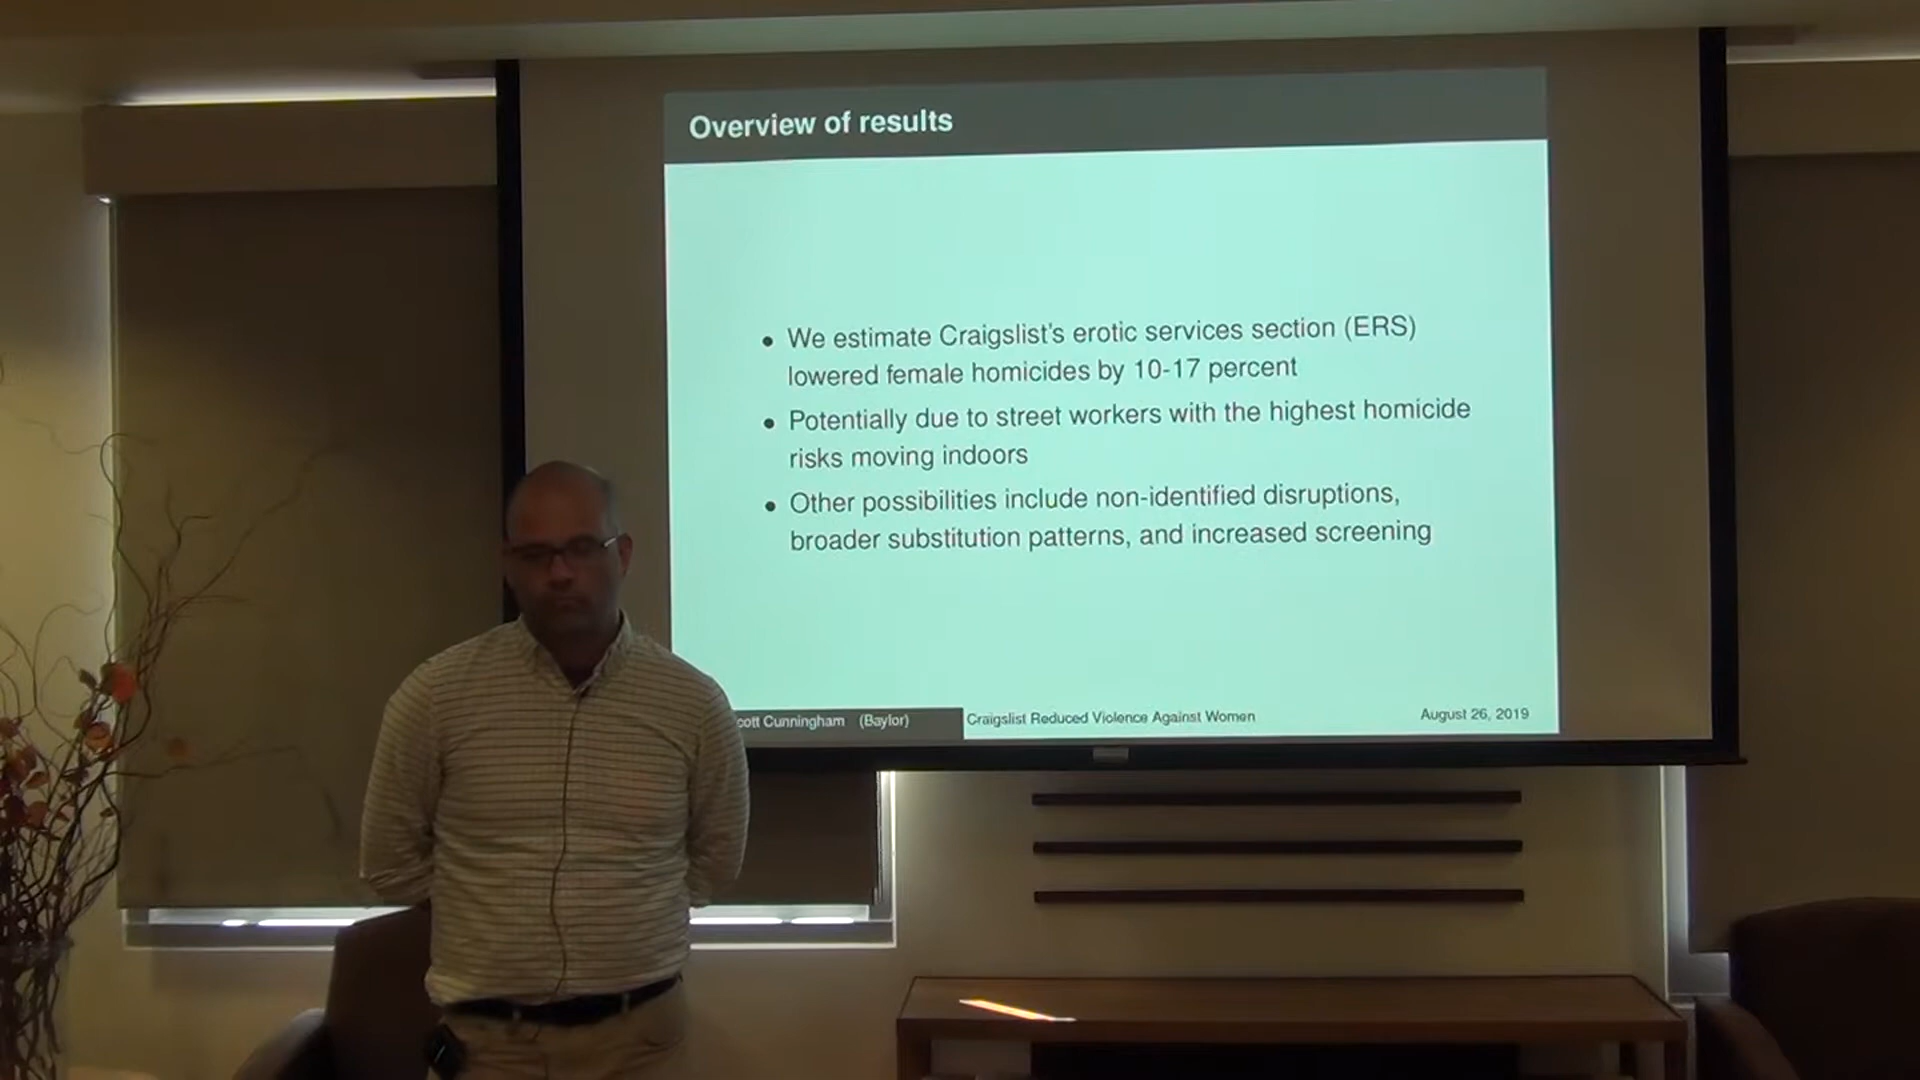 Overview of results
• We estimate Craigslist's erotic services section (ERS)
lowered female homicides by 10-17 percent
• Potentially due to street workers with the highest homicide
risks moving indoors
• Other possibilities include non-identified disruptions,
broader substitution patterns, and increased screening
cott Cunningham (Baylor) Craigslist Reduced Violence Against Women August 26, 2019